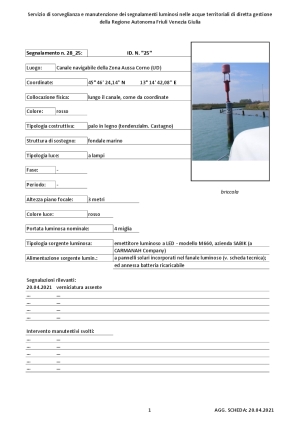 Servizio di sorveglianza e manutenzione dei segnalamenti luminosi nelle acque territoriali di diretta gestione
della Regione Autonoma Friuli Venezia Giulia
Segnalamento n. 28_2S: ID. N. "25"
Luogo: Canale navigabile della Zona Aussa Corno (UD)
Coordinate: 45° 46' 24,14" N 13° 14' 42,08" E
Collocazione fisica: lungo il canale, come da coordinate
Colore: rosso
Tipologia costruttiva: palo in legno (tendenzialm. Castagno)
Struttura di sostegno: fondale marino
Tipologia luce: a lampi
Fase: -
Periodo: -
briccole
Altezza piano focale: 3 metri
Colore luce: rosso
Portata luminosa nominale: 4 miglia
Tipologia sorgente luminosa: emettitore luminoso a LED - modello M660, azienda SABIK (a
CARMANAH Company)
Alimentazione sorgente lumin.: a pannelli solari incorporati nel fanale luminoso (v. scheda tecnica);
ed annessa batteria ricaricabile
Segnalazioni rilevanti:
20.04.2021 verniciatura assente
... ...
... ...
... ...
Intervento manutentivi svolti:
... ...
... ...
... ...
... ...
1 AGG. SCHEDA: 20.04.2021